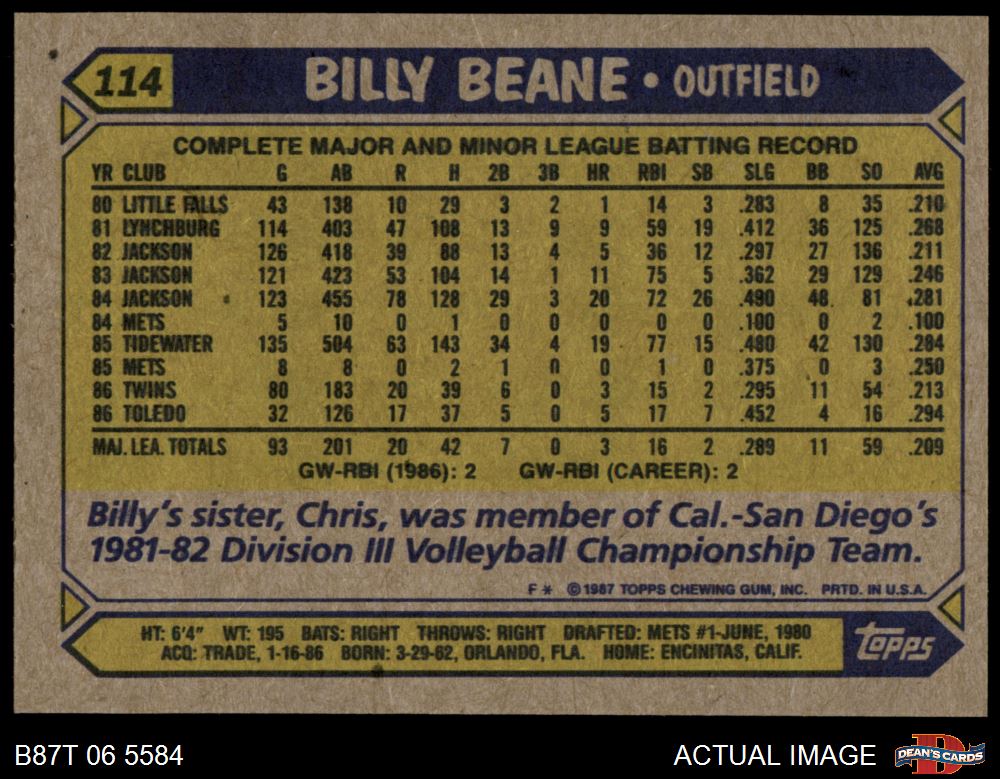 114 BILLY BEANE • OUTFIELD
COMPLETE MAJOR AND MINOR LEAGUE BATTING RECORD
YR CLUB G AB R H 2B 3B HR RBI SB SLG BB SO AVG
80 LITTLE FALLS 43 138 10 29 3 2 1 14 3 .283 8 35 .210
81 LYNCHBURG 114 403 47 108 13 9 9 59 19 .412 36 125 .268
82 JACKSON 126 418 39 88 13 4 5 36 12 .297 27 136 .211
83 JACKSON 121 423 53 104 14 1 11 75 5 .362 29 129 .246
84 JACKSON 123 455 78 128 29 3 20 72 26 .490 48 81 .281
84 METS 5 10 0 1 0 0 0 0 0 .100 0 2 .100
85 TIDEWATER 135 504 63 143 34 4 19 77 15 .480 42 130 .284
85 METS 8 8 0 2 1 0 0 1 0 .375 0 3 .250
86 TWINS 80 183 20 39 6 0 3 15 2 .295 11 54 .213
86 TOLEDO 32 126 17 37 5 0 5 17 7 .452 4 16 .294
MAJ. LEA. TOTALS 93 201 20 42 7 0 3 16 2 .289 11 59 .209
GW-RBI (1986): 2 GW-RBI (CAREER): 2
Billy's sister, Chris, was member of Cal.-San Diego's
1981-82 Division III Volleyball Championship Team.
F * © 1987 TOPPS CHEWING GUM, INC. PRTD. IN U.S.A.
HT: 6'4" WT: 195 BATS: RIGHT THROWS: RIGHT DRAFTED: METS #1-JUNE, 1980
ACQ: TRADE, 1-16-86 BORN: 3-29-62, ORLANDO, FLA. HOME: ENCINITAS, CALIF.
topps
B87T 06 5584
ACTUAL IMAGE
DEAN'S CARDS